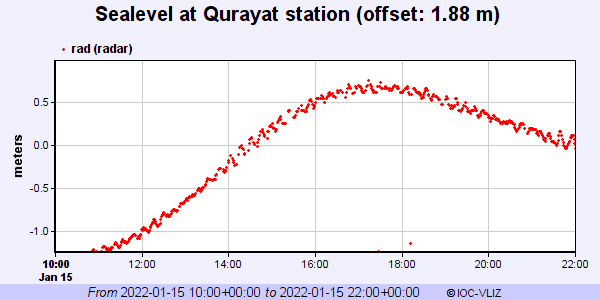 Sealevel at Qurayat station (offset: 1.88 m)
rad (radar)
meters
0.5
0.0
-0.5
-1.0
10:00 12:00 14:00 16:00 18:00 20:00 22:00
Jan 15
From 2022-01-15 10:00+00:00 to 2022-01-15 22:00+00:00 © IOC-VLIZ